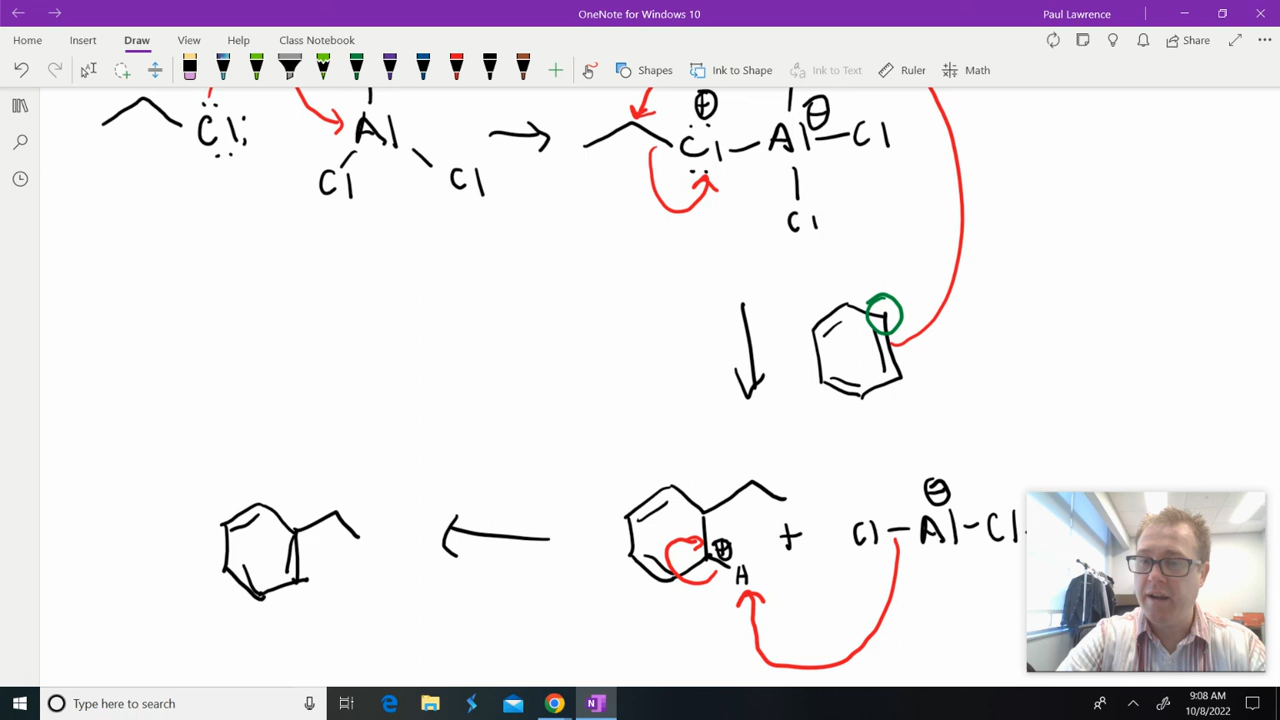 OneNote for Windows 10
Paul Lawrence
Home Insert Draw View Help Class Notebook
Share
Shapes Ink to Shape Ink to Text Ruler Math
Cl Al Cl Al Cl
Cl Cl
Cl
⊕ ⊖
⊖
Cl Al Cl
⊕
H
+
Type here to search
9:08 AM
10/8/2022